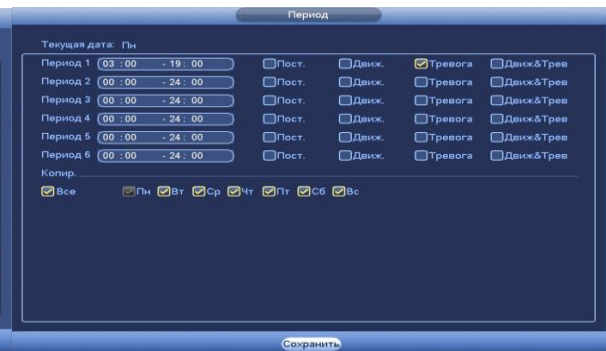 Период
Текущая дата: Пн
Период 1 03 :00 - 19: 00 Пост. Движ. Тревога Движ&Трев
Период 2 00 :00 - 24: 00 Пост. Движ. Тревога Движ&Трев
Период 3 00 :00 - 24: 00 Пост. Движ. Тревога Движ&Трев
Период 4 00 :00 - 24: 00 Пост. Движ. Тревога Движ&Трев
Период 5 00 :00 - 24: 00 Пост. Движ. Тревога Движ&Трев
Период 6 00 :00 - 24: 00 Пост. Движ. Тревога Движ&Трев
Копир.
Все Пн Вт Ср Чт Пт Сб Вс
Сохранить